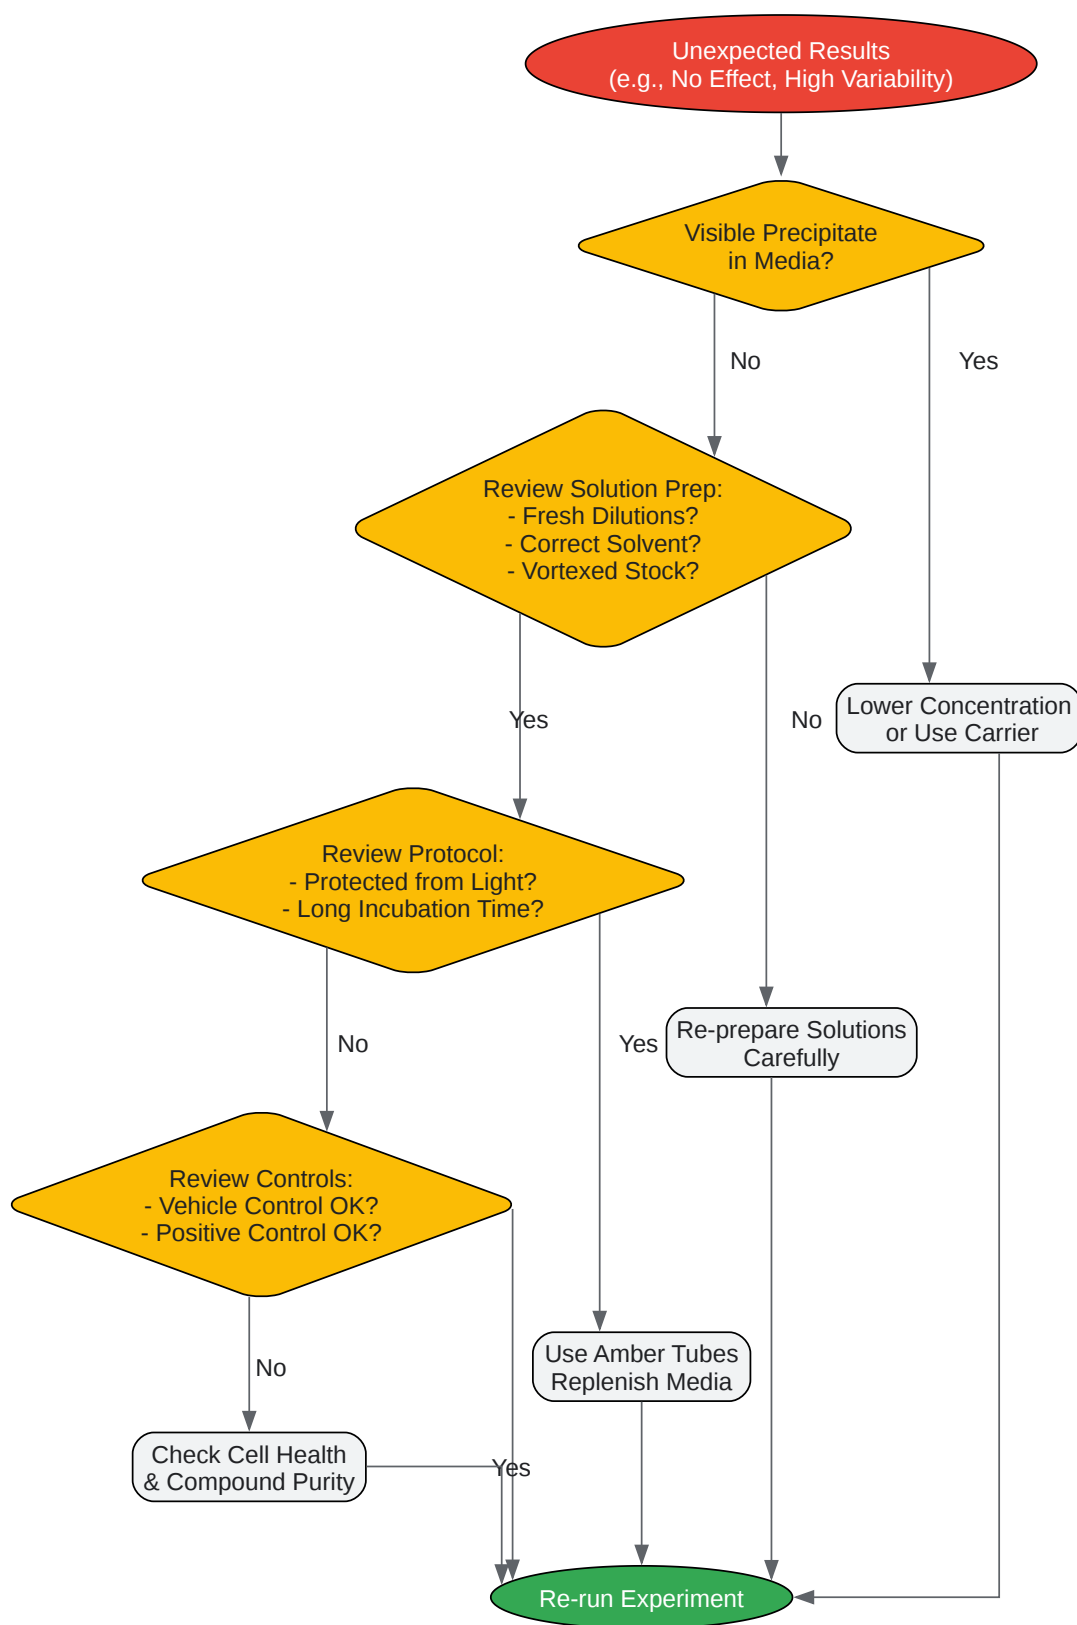 Unexpected Results
(e.g., No Effect, High Variability)
Visible Precipitate
in Media?
No
Yes
Review Solution Prep:
- Fresh Dilutions?
- Correct Solvent?
- Vortexed Stock?
Yes
No
Lower Concentration
or Use Carrier
Review Protocol:
- Protected from Light?
- Long Incubation Time?
No
Yes
Re-prepare Solutions
Carefully
Review Controls:
- Vehicle Control OK?
- Positive Control OK?
No
Use Amber Tubes
Replenish Media
Check Cell Health
& Compound Purity
Yes
Re-run Experiment